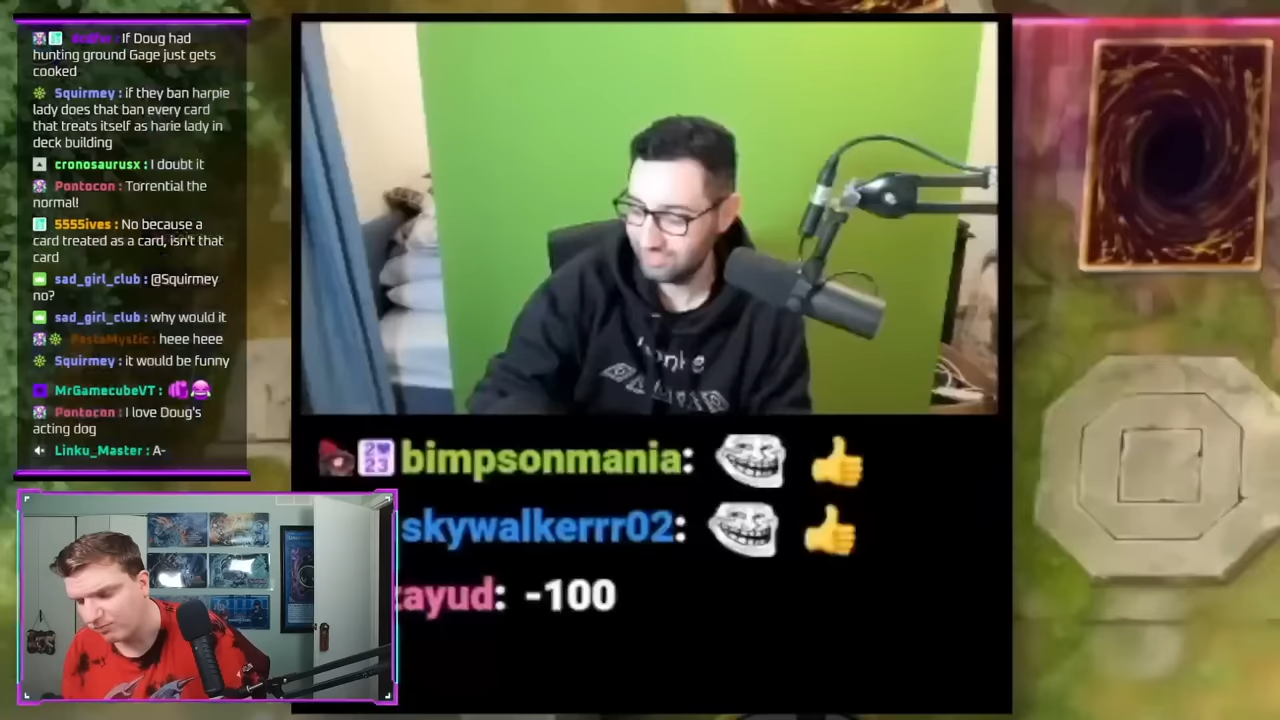 If Doug had
hunting ground Gage just gets
cooked
Squirmey : if they ban harpie
lady does that ban every card
that treats itself as harie lady in
deck building
cronosaurusx : I doubt it
Pontocon : Torrential the
normal!
5555ives : No because a
card treated as a card, isn't that
card
sad_girl_club : @Squirmey
no?
sad_girl_club : why would it
PastaMystic : heee heee
Squirmey : it would be funny
MrGamecubeVT :
Pontocon : I love Doug's
acting dog
Linku_Master : A-
bimpsonmania:
skywalkerrr02:
zayud: -100